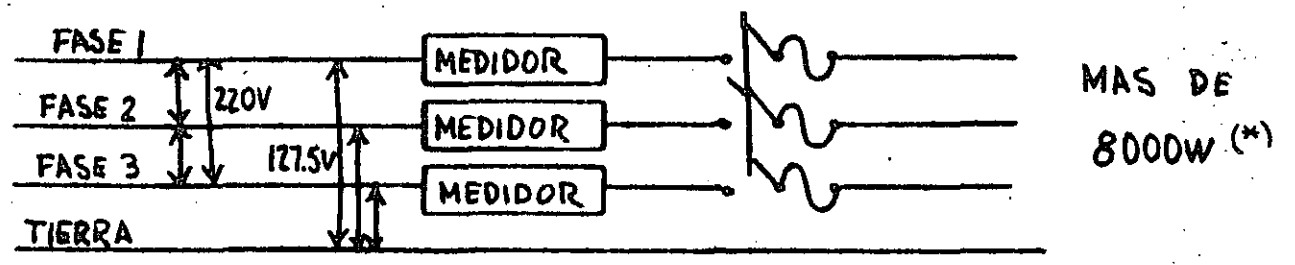 FASE 1
MEDIDOR
220V
FASE 2
MEDIDOR
127.5V
FASE 3
MEDIDOR
TIERRA
MAS DE
8000W (*)